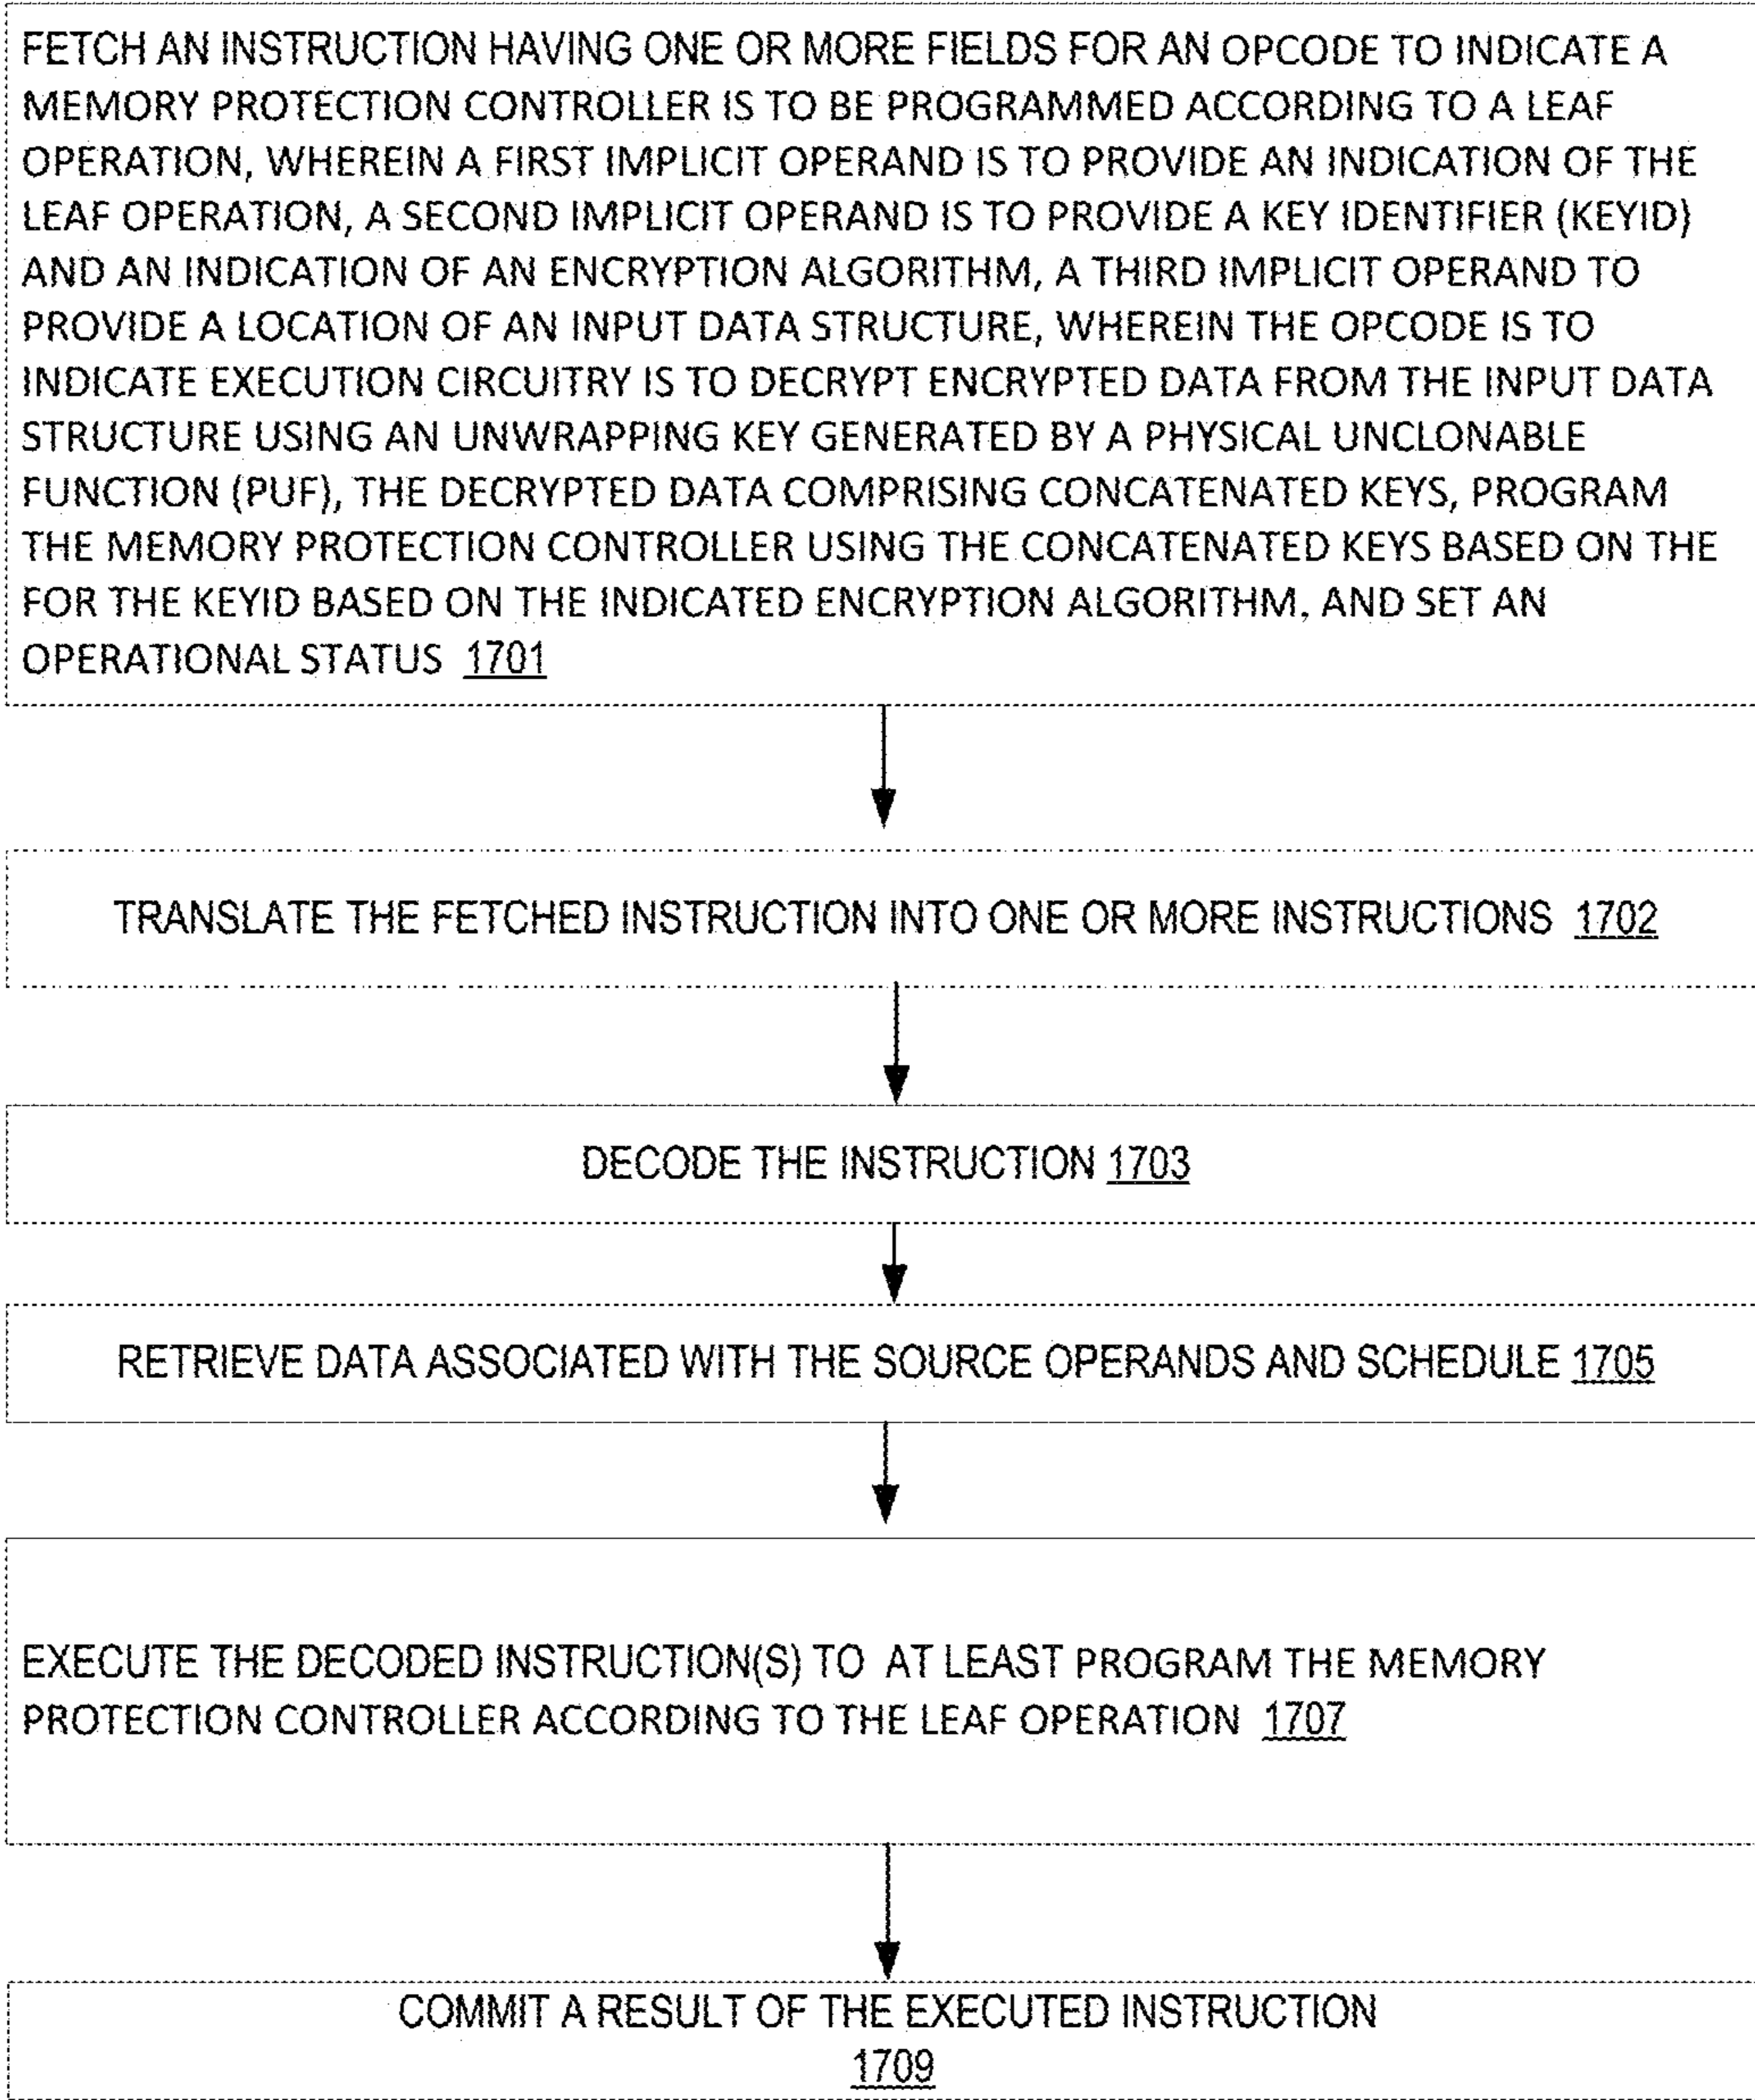 FETCH AN INSTRUCTION HAVING ONE OR MORE FIELDS FOR AN OPCODE TO INDICATE A
MEMORY PROTECTION CONTROLLER IS TO BE PROGRAMMED ACCORDING TO A LEAF
OPERATION, WHEREIN A FIRST IMPLICIT OPERAND IS TO PROVIDE AN INDICATION OF THE
LEAF OPERATION, A SECOND IMPLICIT OPERAND IS TO PROVIDE A KEY IDENTIFIER (KEYID)
AND AN INDICATION OF AN ENCRYPTION ALGORITHM, A THIRD IMPLICIT OPERAND TO
PROVIDE A LOCATION OF AN INPUT DATA STRUCTURE, WHEREIN THE OPCODE IS TO
INDICATE EXECUTION CIRCUITRY IS TO DECRYPT ENCRYPTED DATA FROM THE INPUT DATA
STRUCTURE USING AN UNWRAPPING KEY GENERATED BY A PHYSICAL UNCLONABLE
FUNCTION (PUF), THE DECRYPTED DATA COMPRISING CONCATENATED KEYS, PROGRAM
THE MEMORY PROTECTION CONTROLLER USING THE CONCATENATED KEYS BASED ON THE
FOR THE KEYID BASED ON THE INDICATED ENCRYPTION ALGORITHM, AND SET AN
OPERATIONAL STATUS 1701
TRANSLATE THE FETCHED INSTRUCTION INTO ONE OR MORE INSTRUCTIONS 1702
DECODE THE INSTRUCTION 1703
RETRIEVE DATA ASSOCIATED WITH THE SOURCE OPERANDS AND SCHEDULE 1705
EXECUTE THE DECODED INSTRUCTION(S) TO AT LEAST PROGRAM THE MEMORY
PROTECTION CONTROLLER ACCORDING TO THE LEAF OPERATION 1707
COMMIT A RESULT OF THE EXECUTED INSTRUCTION
1709